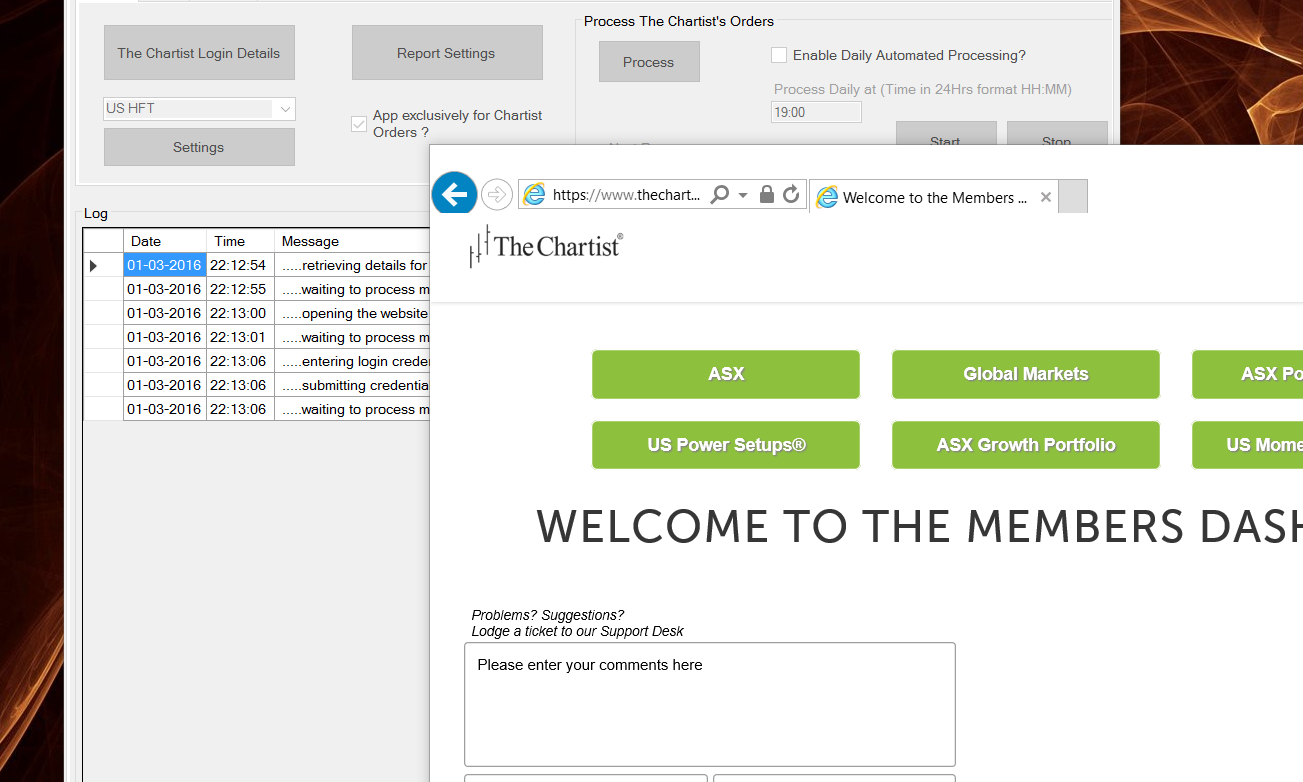 Process The Chartist's Orders
The Chartist Login Details
Report Settings
Process
Enable Daily Automated Processing?
Process Daily at (Time in 24Hrs format HH:MM)
US HFT
19:00
App exclusively for Chartist
Orders ?
Settings
Start
Stop
Log
Date Time Message
01-03-2016 22:12:54 .....retrieving details for
01-03-2016 22:12:55 .....waiting to process m
01-03-2016 22:13:00 .....opening the website
01-03-2016 22:13:01 .....waiting to process m
01-03-2016 22:13:06 .....entering login creder
01-03-2016 22:13:06 .....submitting credentia
01-03-2016 22:13:06 .....waiting to process m
https://www.thechart...
Welcome to the Members ...
The Chartist®
ASX
Global Markets
ASX Po
US Power Setups®
ASX Growth Portfolio
US Mome
WELCOME TO THE MEMBERS DASH
Problems? Suggestions?
Lodge a ticket to our Support Desk
Please enter your comments here